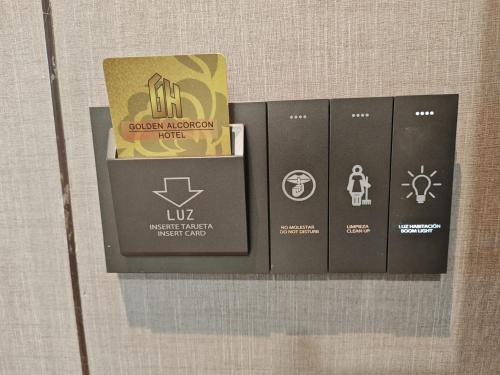 GH
GOLDEN ALCORCON
HOTEL
LUZ
INSERTE TARJETA
INSERT CARD
NO MOLESTAR
DO NOT DISTURB
LIMPIEZA
CLEAN UP
LUZ HABITACIÓN
ROOM LIGHT